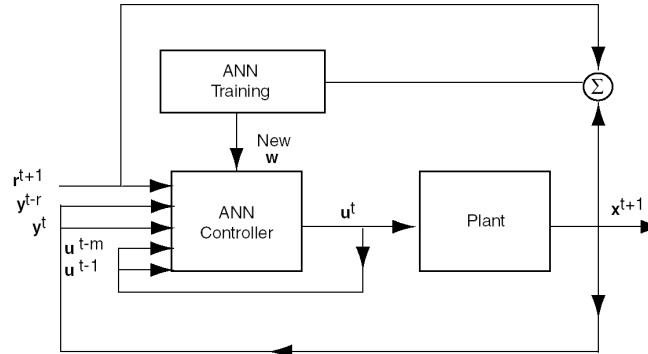 ANN
Training
Σ
New
w
r^t+1
y^t-r
y^t
u^t-m
u^t-1
ANN
Controller
u^t
Plant
x^t+1